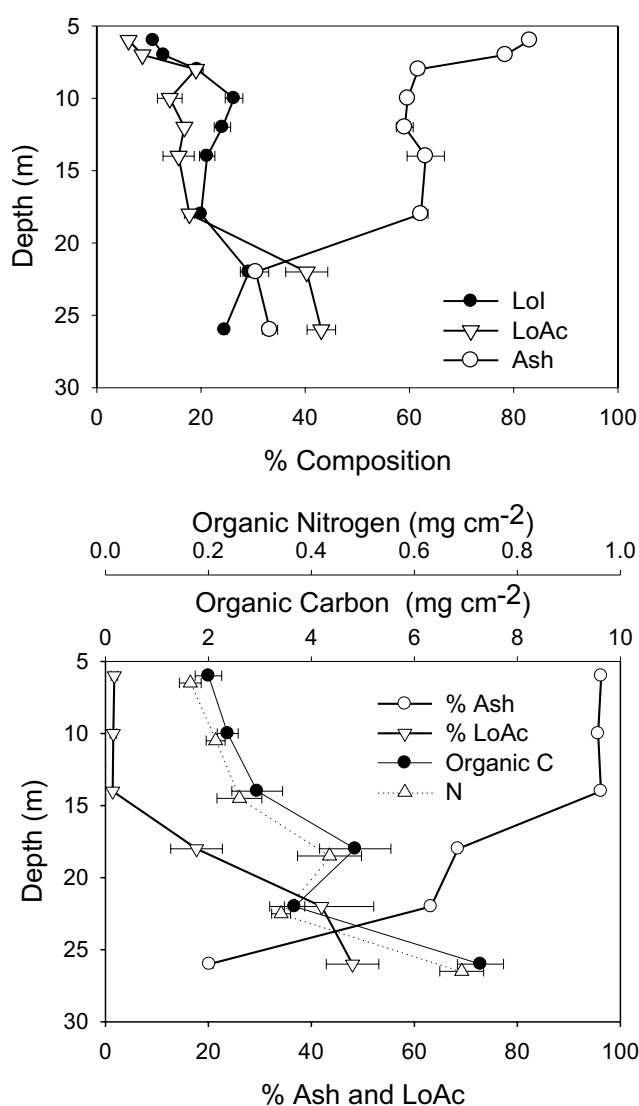 5
10
15
20
25
30
Depth (m)
LoI
LoAc
Ash
0 20 40 60 80 100
% Composition
Organic Nitrogen (mg cm-2)
0.0 0.2 0.4 0.6 0.8 1.0
Organic Carbon (mg cm-2)
0 2 4 6 8 10
5
10
15
20
25
30
Depth (m)
% Ash
% LoAc
Organic C
N
0 20 40 60 80 100
% Ash and LoAc